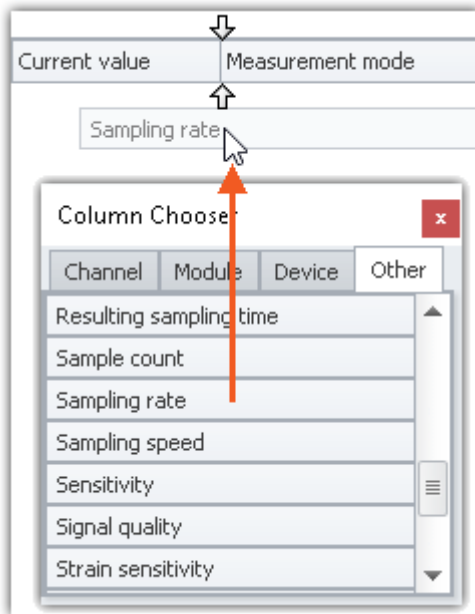 Current value Measurement mode
Sampling rate
Column Chooser x
Channel Module Device Other
Resulting sampling time
Sample count
Sampling rate
Sampling speed
Sensitivity
Signal quality
Strain sensitivity